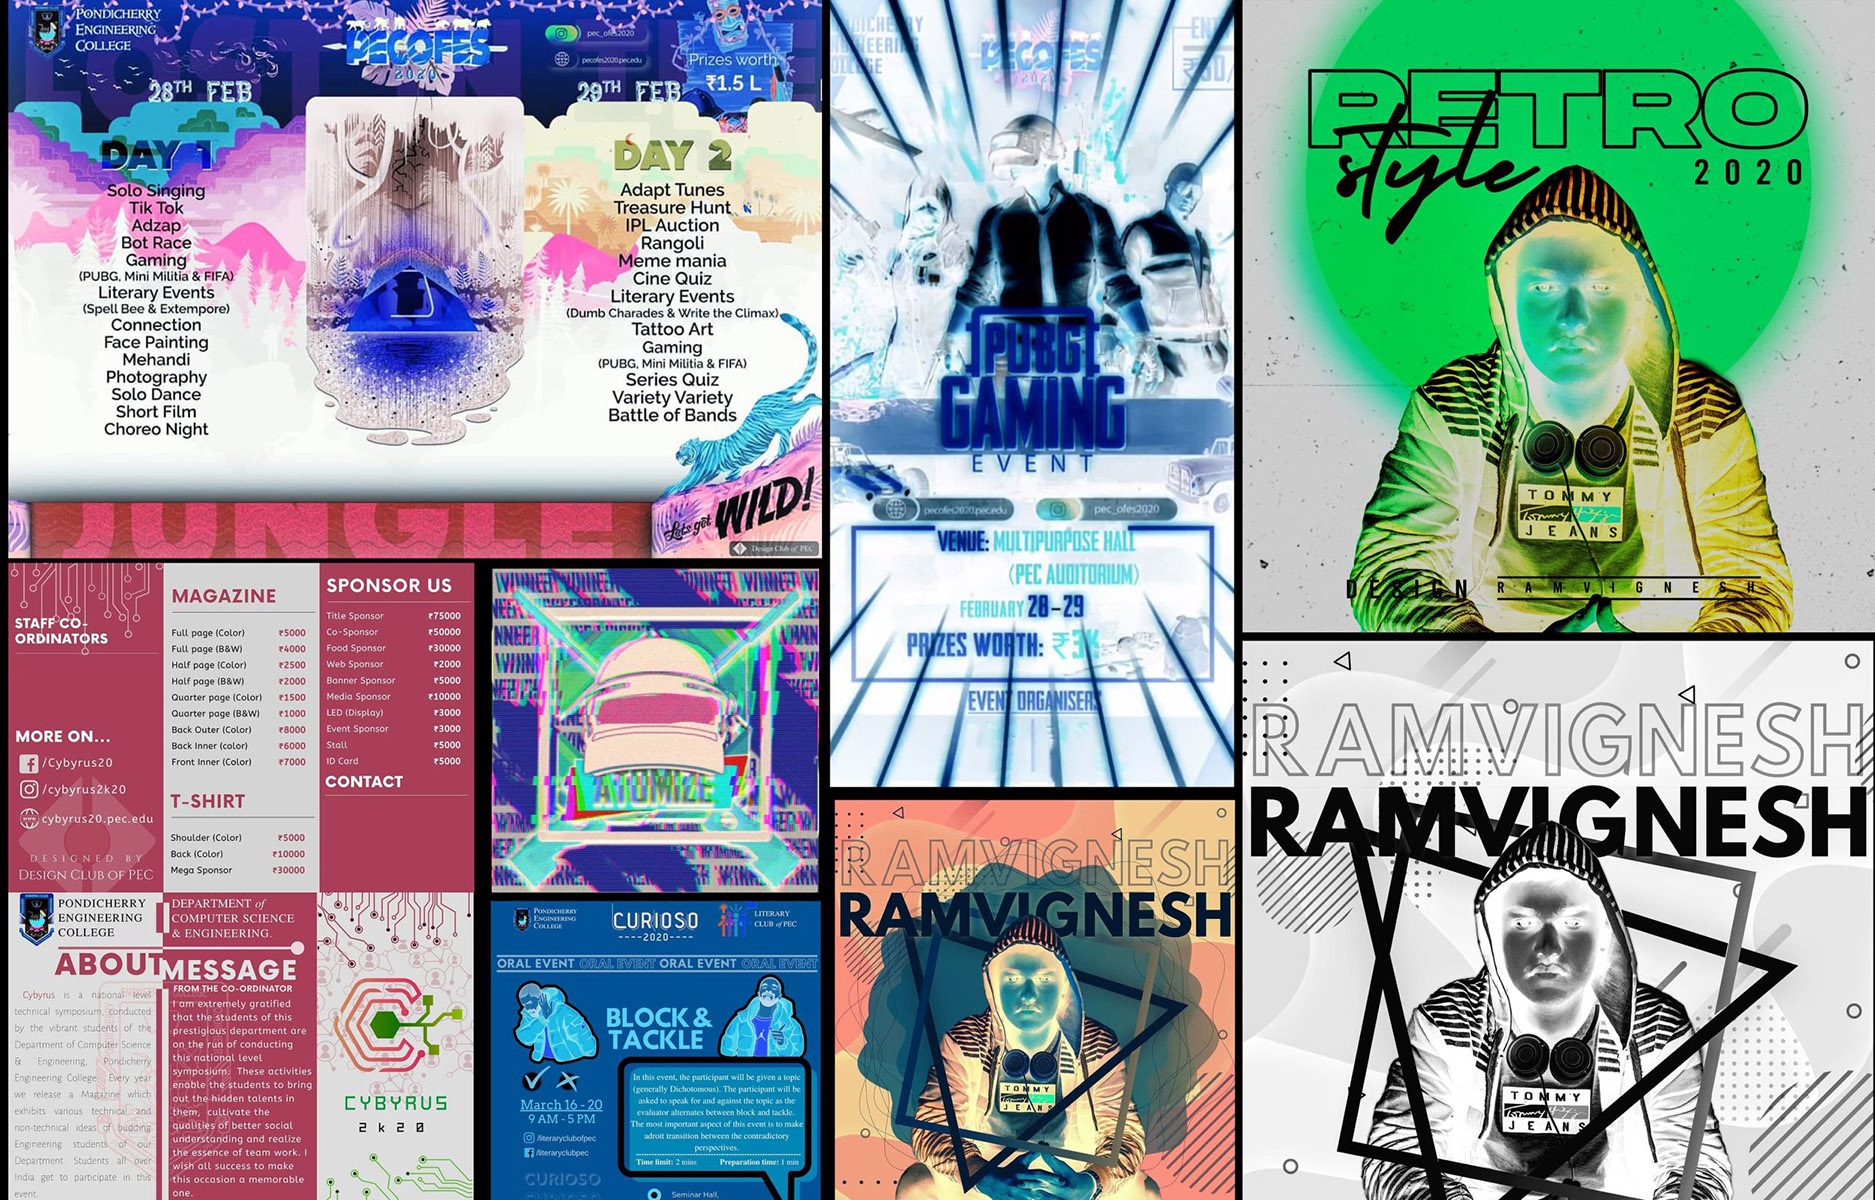 PONDICHERRY
ENGINEERING
COLLEGE
PECOFES
2020
pec_ofes2020
pecofes2020.pec.edu
Prizes worth
₹1.5 L
28TH FEB
29TH FEB
DAY 1
Solo Singing
Tik Tok
Adzap
Bot Race
Gaming
(PUBG, Mini Militia & FIFA)
Literary Events
(Spell Bee & Extempore)
Connection
Face Painting
Mehandi
Photography
Solo Dance
Short Film
Choreo Night
DAY 2
Adapt Tunes
Treasure Hunt
IPL Auction
Rangoli
Meme mania
Cine Quiz
Literary Events
(Dumb Charades & Write the Climax)
Tattoo Art
Gaming
(PUBG, Mini Militia & FIFA)
Series Quiz
Variety Variety
Battle of Bands
JUNGLE
Lets get WILD!
Design Club of PEC
PECOFES
2020
PUBG
GAMING
EVENT
pecofes2020.pec.edu
pec_ofes2020
VENUE: MULTIPURPOSE HALL
(PEC AUDITORIUM)
FEBRUARY 28-29
PRIZES WORTH: ₹3K
EVENT ORGANISERS
RETRO
style
2020
TOMMY
JEANS
DESIGN RAMVIGNESH
STAFF CO-
ORDINATORS
MORE ON...
/Cybyrus20
/cybyrus2k20
cybyrus20.pec.edu
DESIGNED BY
DESIGN CLUB OF PEC
MAGAZINE
Full page (Color) ₹5000
Full page (B&W) ₹4000
Half page (Color) ₹2500
Half page (B&W) ₹2000
Quarter page (Color) ₹1500
Quarter page (B&W) ₹1000
Back Outer (Color) ₹8000
Back Inner (color) ₹6000
Front Inner (Color) ₹7000
T-SHIRT
Shoulder (Color) ₹5000
Back (Color) ₹10000
Mega Sponsor ₹30000
SPONSOR US
Title Sponsor ₹75000
Co-Sponsor ₹50000
Food Sponsor ₹30000
Web Sponsor ₹2000
Banner Sponsor ₹5000
Media Sponsor ₹10000
LED (Display) ₹3000
Event Sponsor ₹3000
Stall ₹5000
ID Card ₹5000
CONTACT
WINNER WINNER WINNER
ATOMIZE
PONDICHERRY
ENGINEERING
COLLEGE
DEPARTMENT of
COMPUTER SCIENCE
& ENGINEERING.
ABOUT
Cybyrus is a national level
technical symposium, conducted
by the vibrant students of the
Department of Computer Science
& Engineering, Pondicherry
Engineering College. Every year
we release a Magazine which
exhibits various technical and
non-technical ideas of budding
Engineering students of our
Department. Students all over
India get to participate in this
event.
MESSAGE
FROM THE CO-ORDINATOR
I am extremely gratified
that the students of this
prestigious department are
on the run of conducting
this national level
symposium. These activities
enable the students to bring
out the hidden talents in
them, cultivate the
qualities of better social
understanding and realize
the essence of team work. I
wish all success to make
this occasion a memorable
one.
CYBYRUS
2k20
PONDICHERRY
ENGINEERING
COLLEGE
CURIOSO
2020
LITERARY
CLUB of PEC
ORAL EVENT ORAL EVENT ORAL EVENT ORAL EVENT
BLOCK &
TACKLE
March 16 - 20
9 AM - 5 PM
/literaryclubofpec
/literaryclubpec
CURIOSO
In this event, the participant will be given a topic
(generally Dichotomous). The participant will be
asked to speak for and against the topic as the
evaluator alternates between block and tackle.
The most important aspect of this event is to make
adroit transition between the contradictory
perspectives.
Time limit: 2 mins Preparation time: 1 min
Seminar Hall,
RAMVIGNESH
RAMVIGNESH
TOMMY
JEANS
RAMVIGNESH
RAMVIGNESH
TOMMY
JEANS